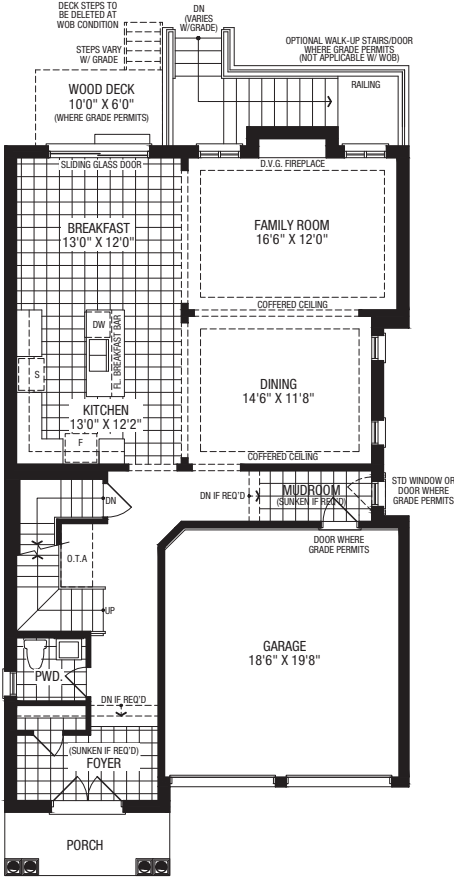 DECK STEPS TO
BE DELETED AT
WOB CONDITION
DN
(VARIES
W/GRADE)
STEPS VARY
W/ GRADE
OPTIONAL WALK-UP STAIRS/DOOR
WHERE GRADE PERMITS
(NOT APPLICABLE W/ WOB)
RAILING
WOOD DECK
10'0" X 6'0"
(WHERE GRADE PERMITS)
SLIDING GLASS DOOR
D.V.G. FIREPLACE
BREAKFAST
13'0" X 12'0"
FAMILY ROOM
16'6" X 12'0"
COFFERED CEILING
DW
FL. BREAKFAST BAR
S
DINING
14'6" X 11'8"
KITCHEN
13'0" X 12'2"
F
COFFERED CEILING
DN
DN IF REQ'D
MUDROOM
(SUNKEN IF REQ'D)
STD WINDOW OR
DOOR WHERE
GRADE PERMITS
DOOR WHERE
GRADE PERMITS
O.T.A
UP
GARAGE
18'6" X 19'8"
PWD.
DN IF REQ'D
(SUNKEN IF REQ'D)
FOYER
PORCH